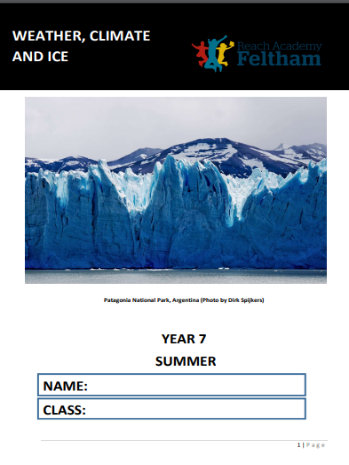 WEATHER, CLIMATE
AND ICE
Reach Academy
Feltham
Patagonia National Park, Argentina (Photo by Dirk Spijkers)
YEAR 7
SUMMER
NAME:
CLASS:
1 | Page